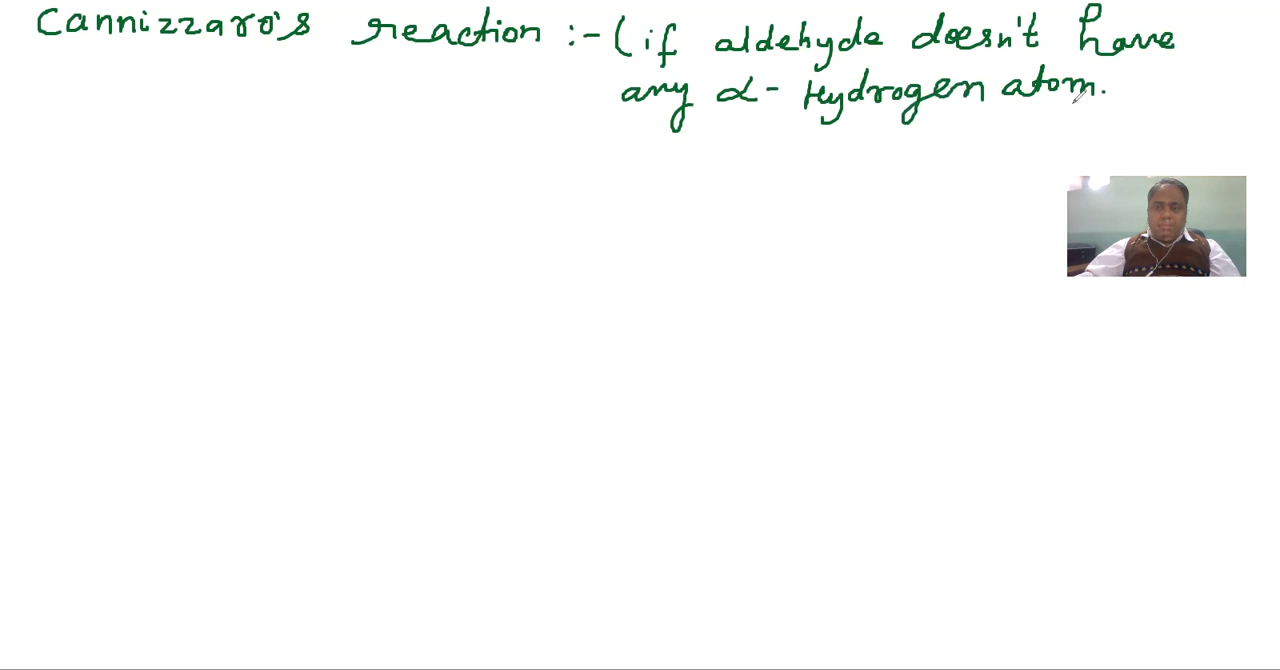 Cannizzaro's reaction :- (if aldehyde doesn't have
any α- Hydrogen atom.